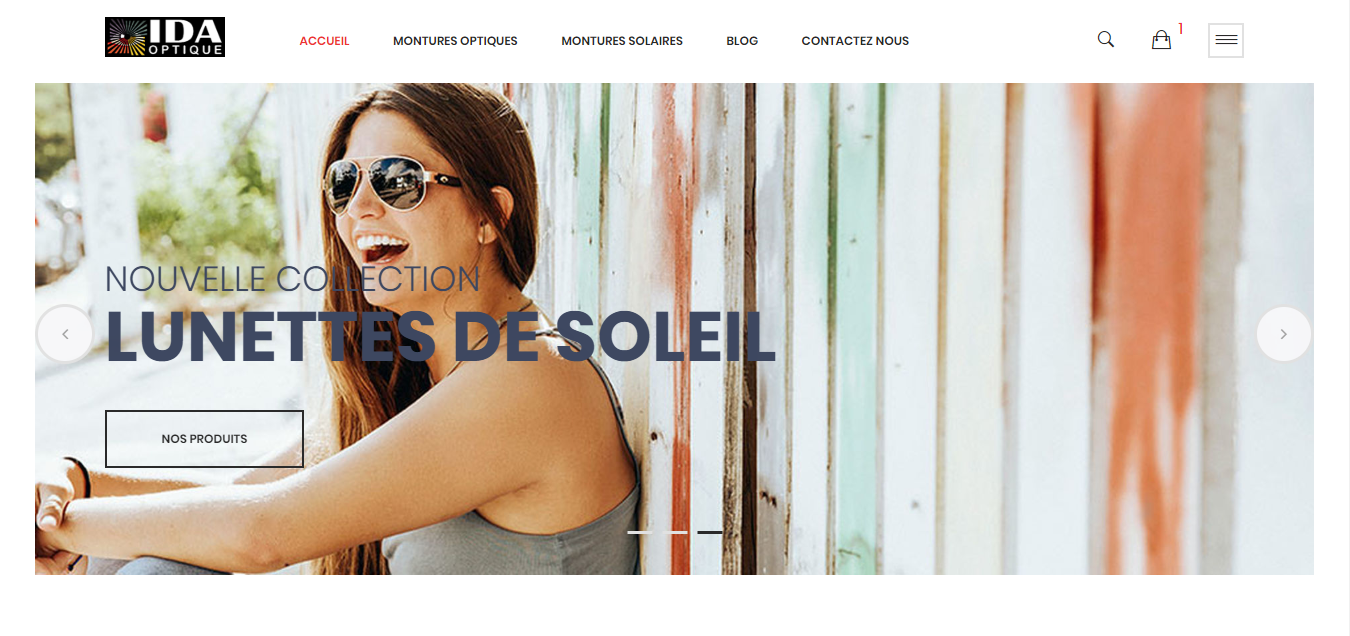 IDA
OPTIQUE
ACCUEIL
MONTURES OPTIQUES
MONTURES SOLAIRES
BLOG
CONTACTEZ NOUS
1
NOUVELLE COLLECTION
LUNETTES DE SOLEIL
NOS PRODUITS